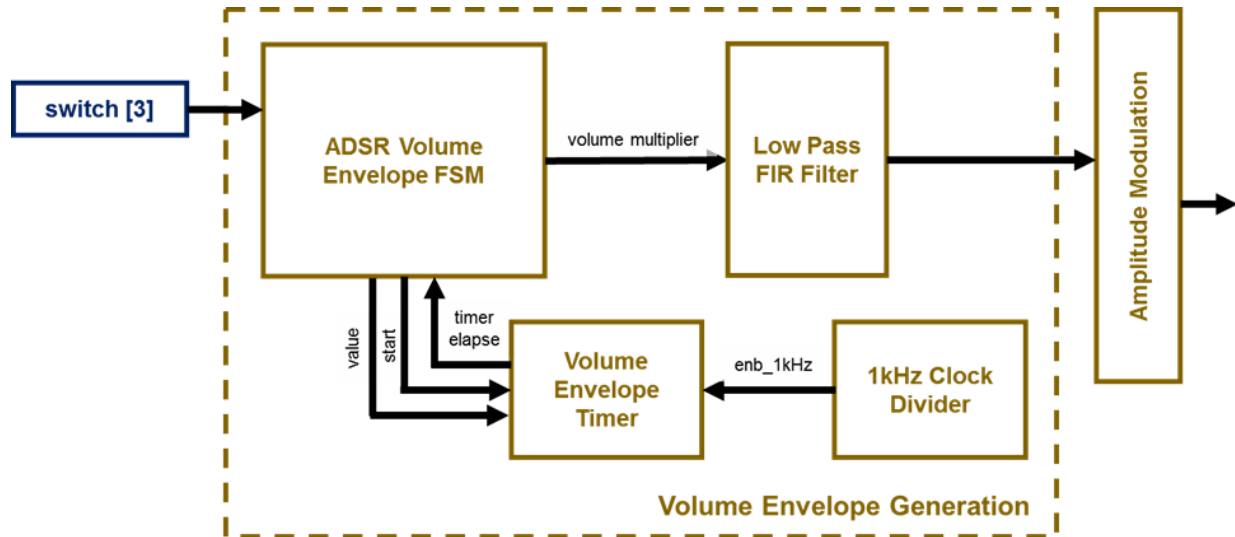 switch [3]
ADSR Volume
Envelope FSM
volume multiplier
Low Pass
FIR Filter
Amplitude Modulation
value
start
timer
elapse
Volume
Envelope
Timer
enb_1kHz
1kHz Clock
Divider
Volume Envelope Generation